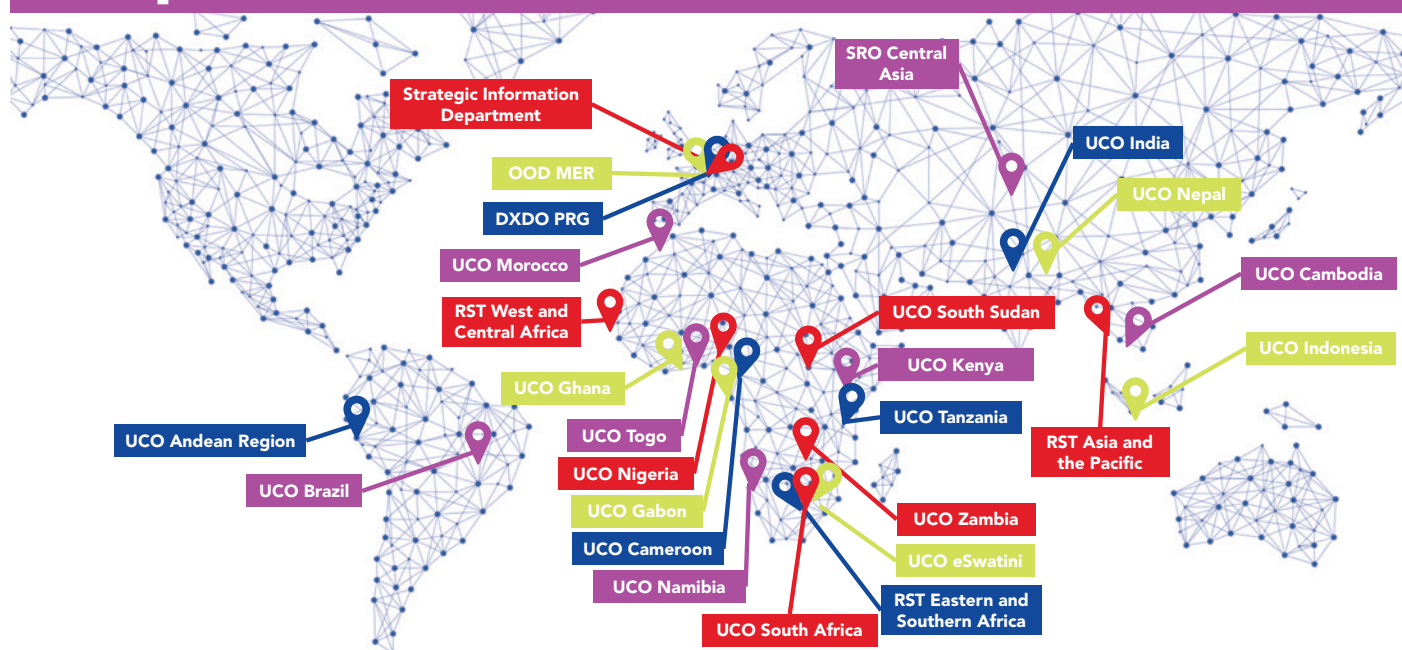 SRO Central
Asia
Strategic Information
Department
UCO India
OOD MER
UCO Nepal
DXDO PRG
UCO Morocco
UCO Cambodia
RST West and
Central Africa
UCO South Sudan
UCO Indonesia
UCO Kenya
UCO Ghana
UCO Tanzania
UCO Andean Region
UCO Togo
RST Asia and
the Pacific
UCO Nigeria
UCO Brazil
UCO Gabon
UCO Zambia
UCO Cameroon
UCO eSwatini
UCO Namibia
RST Eastern and
Southern Africa
UCO South Africa